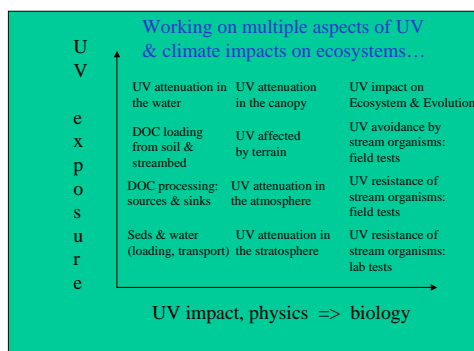 Working on multiple aspects of UV
& climate impacts on ecosystems…
UV exposure
UV attenuation in
the water
UV attenuation
in the canopy
UV impact on
Ecosystem & Evolution
DOC loading
from soil &
streambed
UV affected
by terrain
UV avoidance by
stream organisms:
field tests
DOC processing:
sources & sinks
UV attenuation in
the atmosphere
UV resistance of
stream organisms:
field tests
Seds & water
(loading, transport)
UV attenuation in
the stratosphere
UV resistance of
stream organisms:
lab tests
UV impact, physics => biology